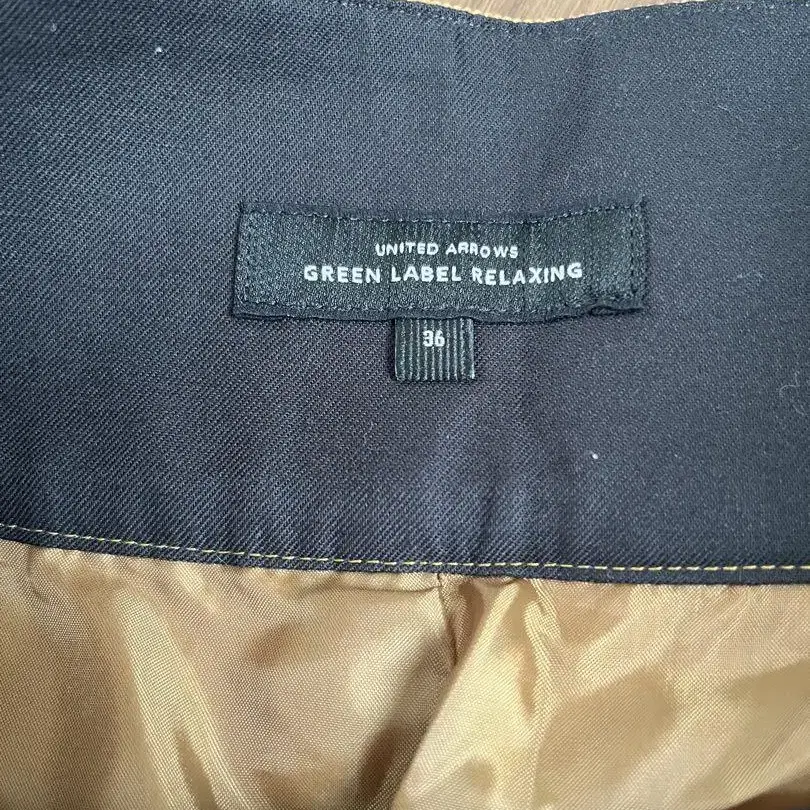 UNITED ARROWS
GREEN LABEL RELAXING
36